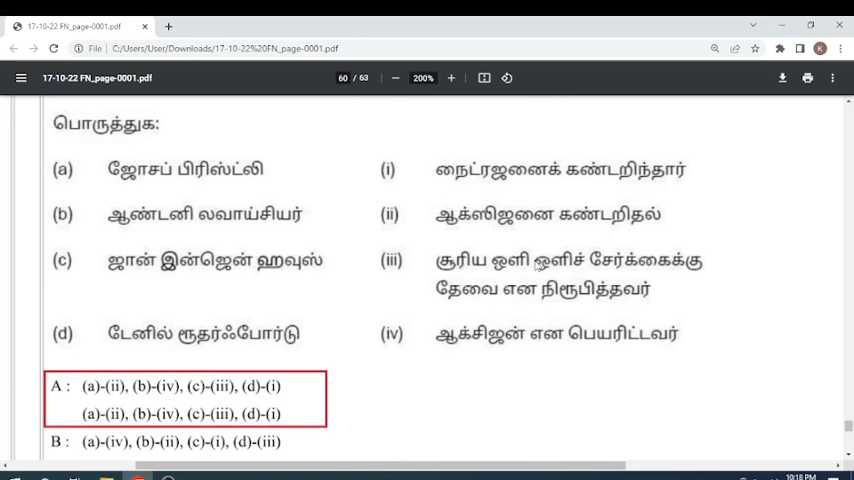 17-10-22 FN_page-0001.pdf
File C:/Users/User/Downloads/17-10-22%20FN_page-0001.pdf
K
17-10-22 FN_page-0001.pdf 60 / 63 200%
பொருத்துக:
(a) ஜோசப் பிரிஸ்ட்லி (i) நைட்ரஜனைக் கண்டறிந்தார்
(b) ஆண்டனி லவாய்சியர் (ii) ஆக்ஸிஜனை கண்டறிதல்
(c) ஜான் இன்ஜென் ஹவுஸ் (iii) சூரிய ஒளி ஒளிச் சேர்க்கைக்கு
தேவை என நிரூபித்தவர்
(d) டேனில் ரூதர்ஃபோர்டு (iv) ஆக்சிஜன் என பெயரிட்டவர்
A : (a)-(ii), (b)-(iv), (c)-(iii), (d)-(i)
(a)-(ii), (b)-(iv), (c)-(iii), (d)-(i)
B : (a)-(iv), (b)-(ii), (c)-(i), (d)-(iii)
10:18 PM